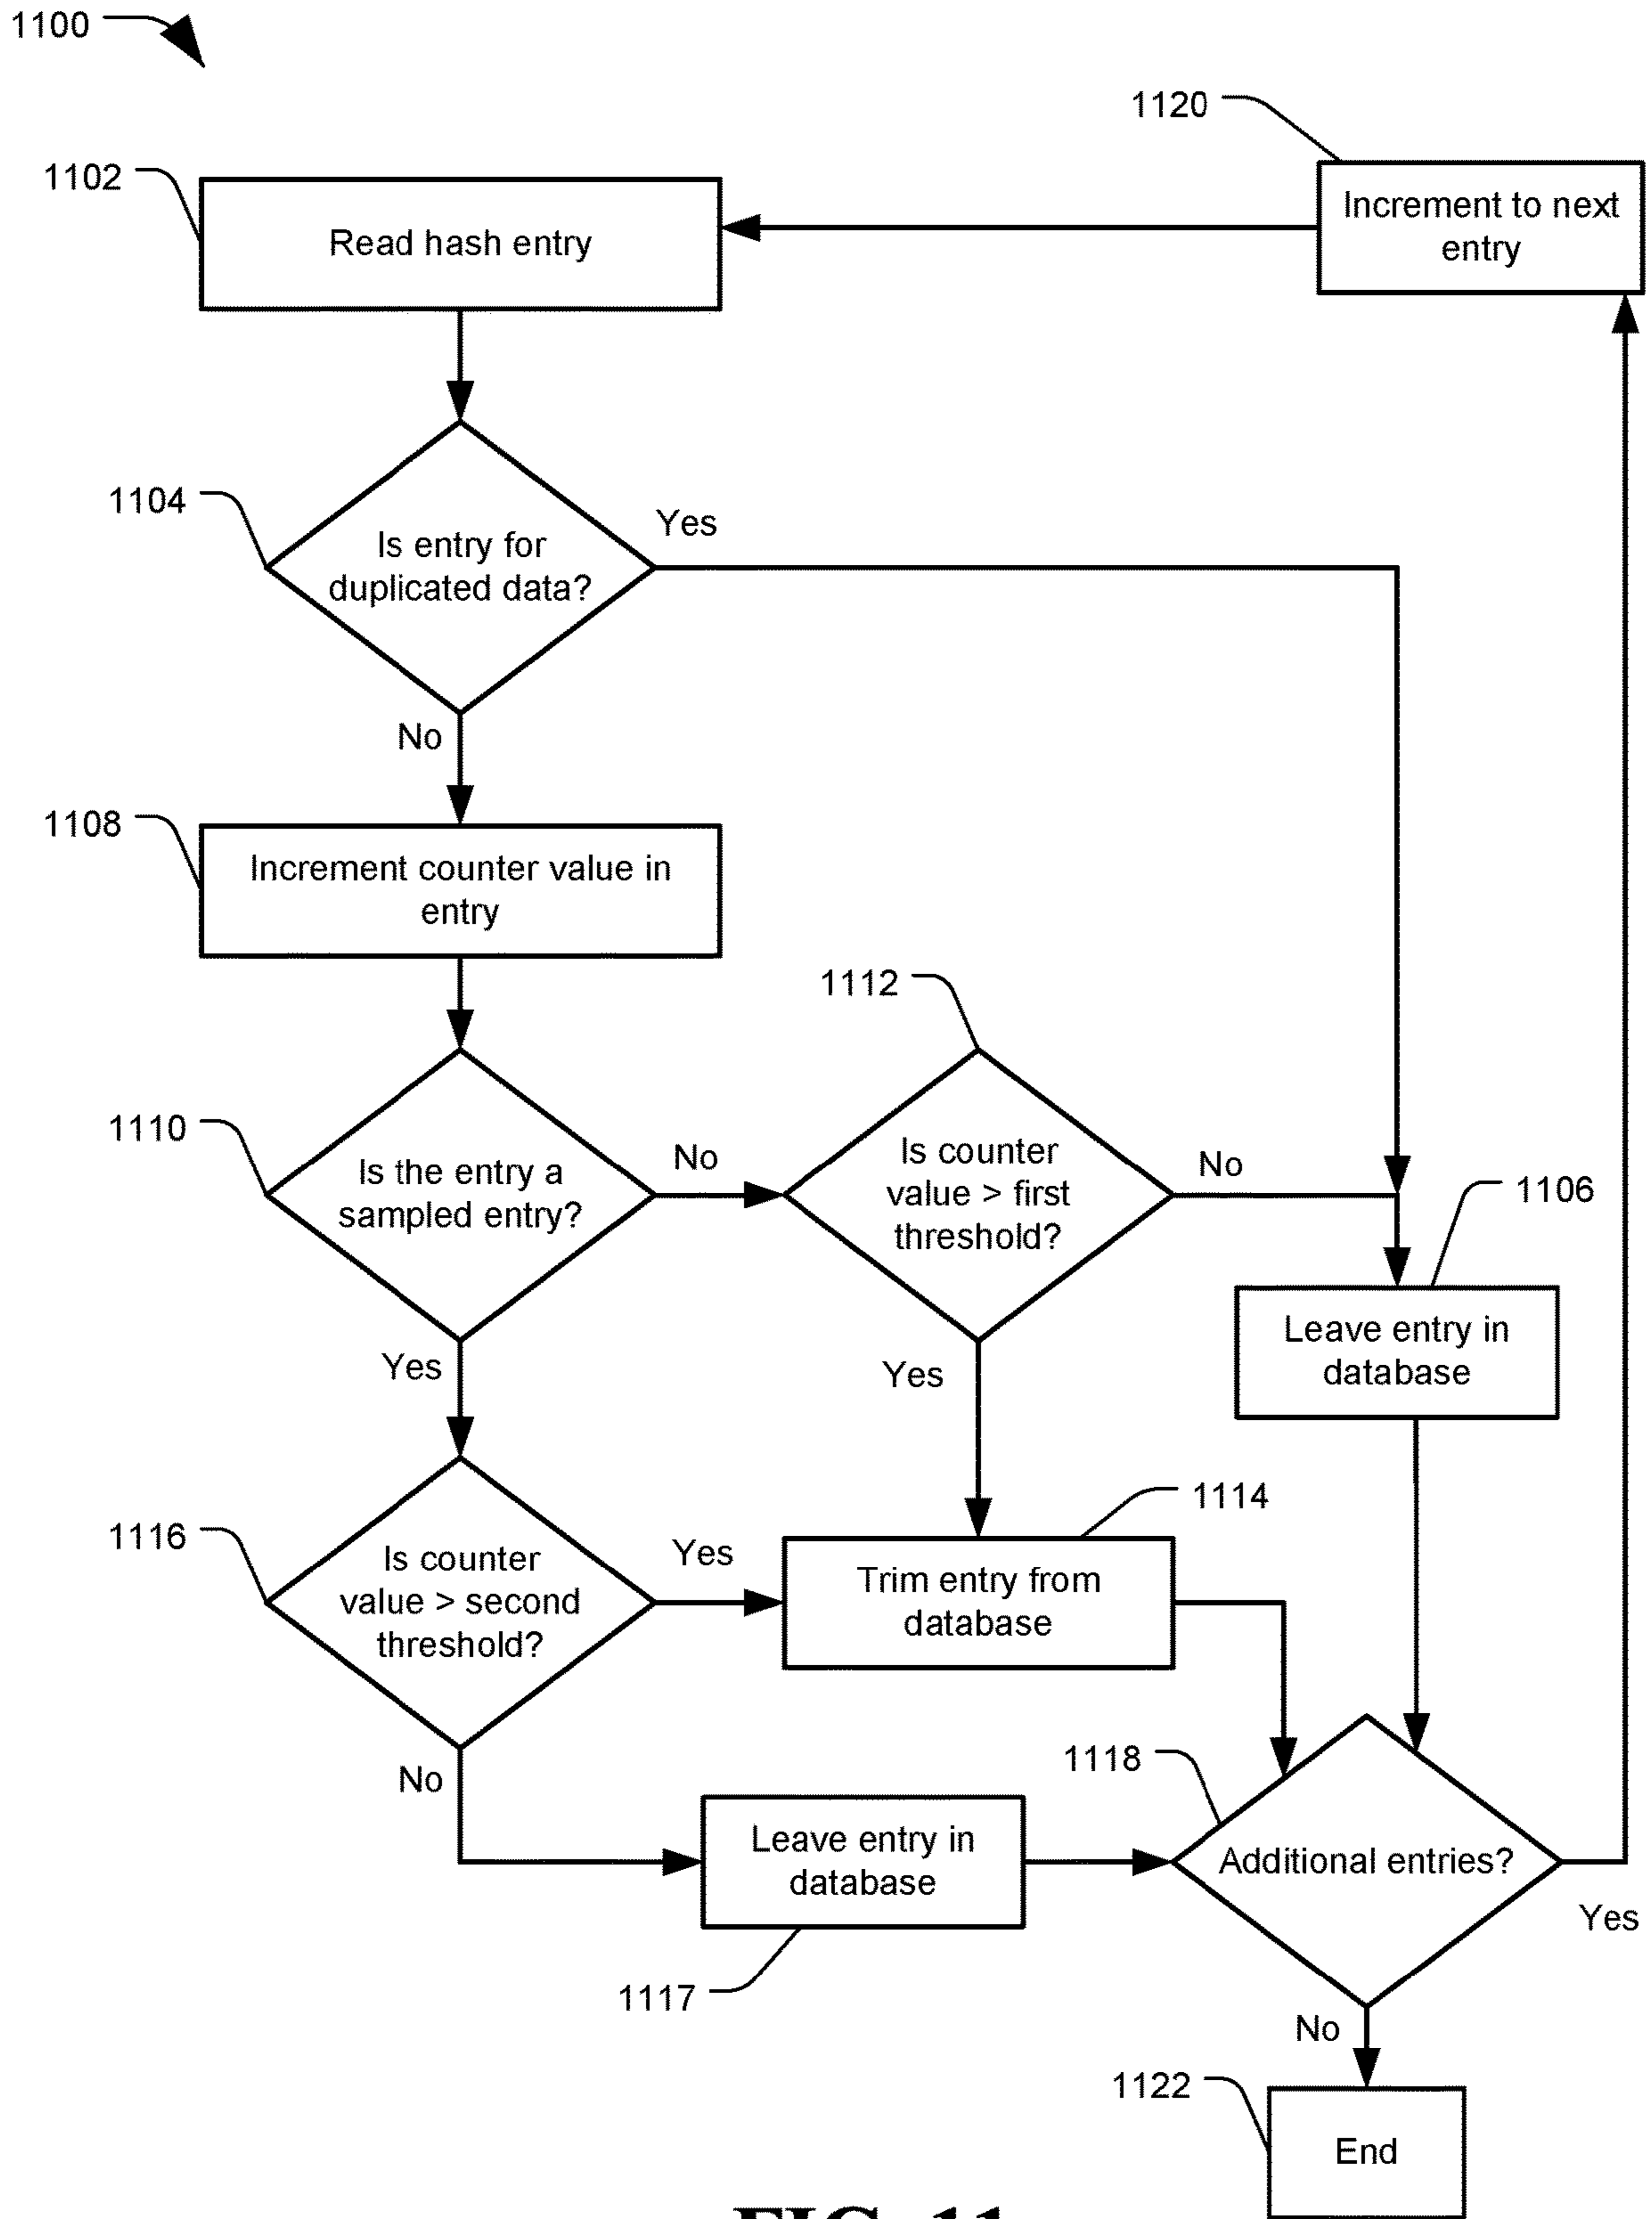 1100
1120
1102
Read hash entry
Increment to next
entry
1104
Yes
Is entry for
duplicated data?
No
1108
Increment counter value in
entry
1112
1110
No
Is counter
value > first
threshold?
No
Is the entry a
sampled entry?
1106
Leave entry in
database
Yes
Yes
1114
1116
Is counter
value > second
threshold?
Yes
Trim entry from
database
No
1118
Leave entry in
database
Additional entries?
Yes
1117
No
1122
End
FIG. 11